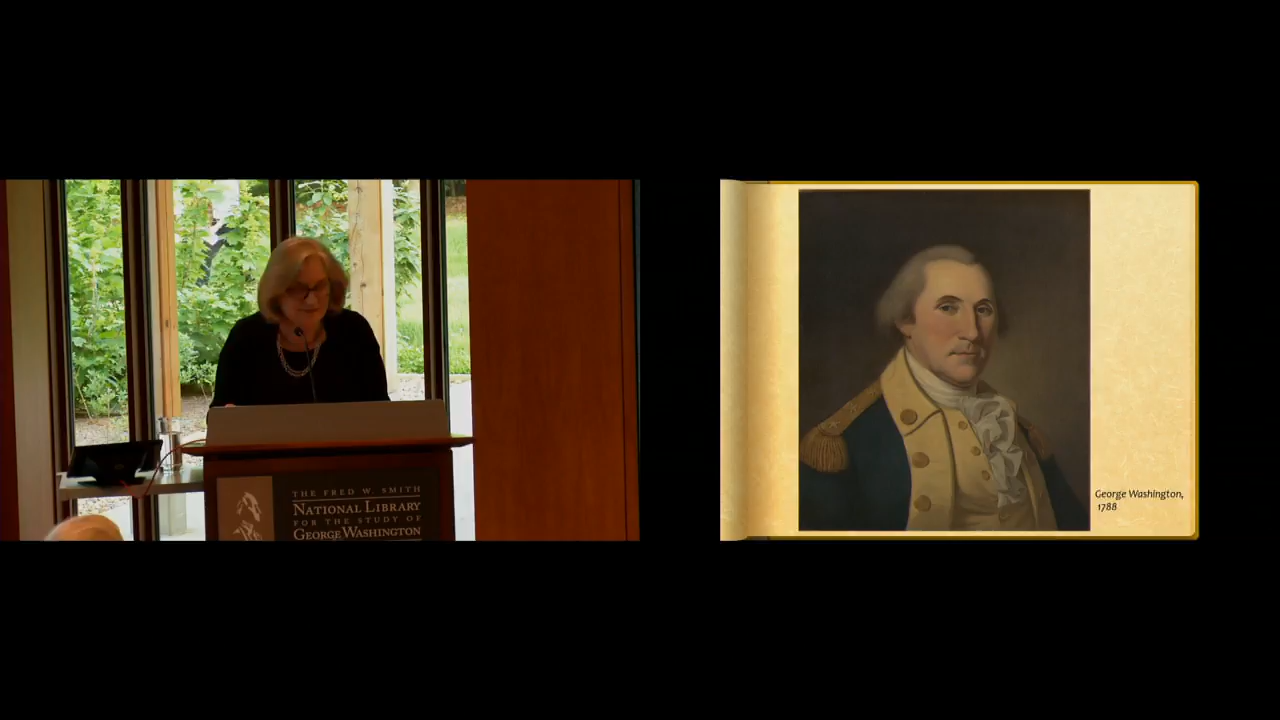 THE FRED W. SMITH
NATIONAL LIBRARY
FOR THE STUDY OF
GEORGE WASHINGTON
George Washington,
1788